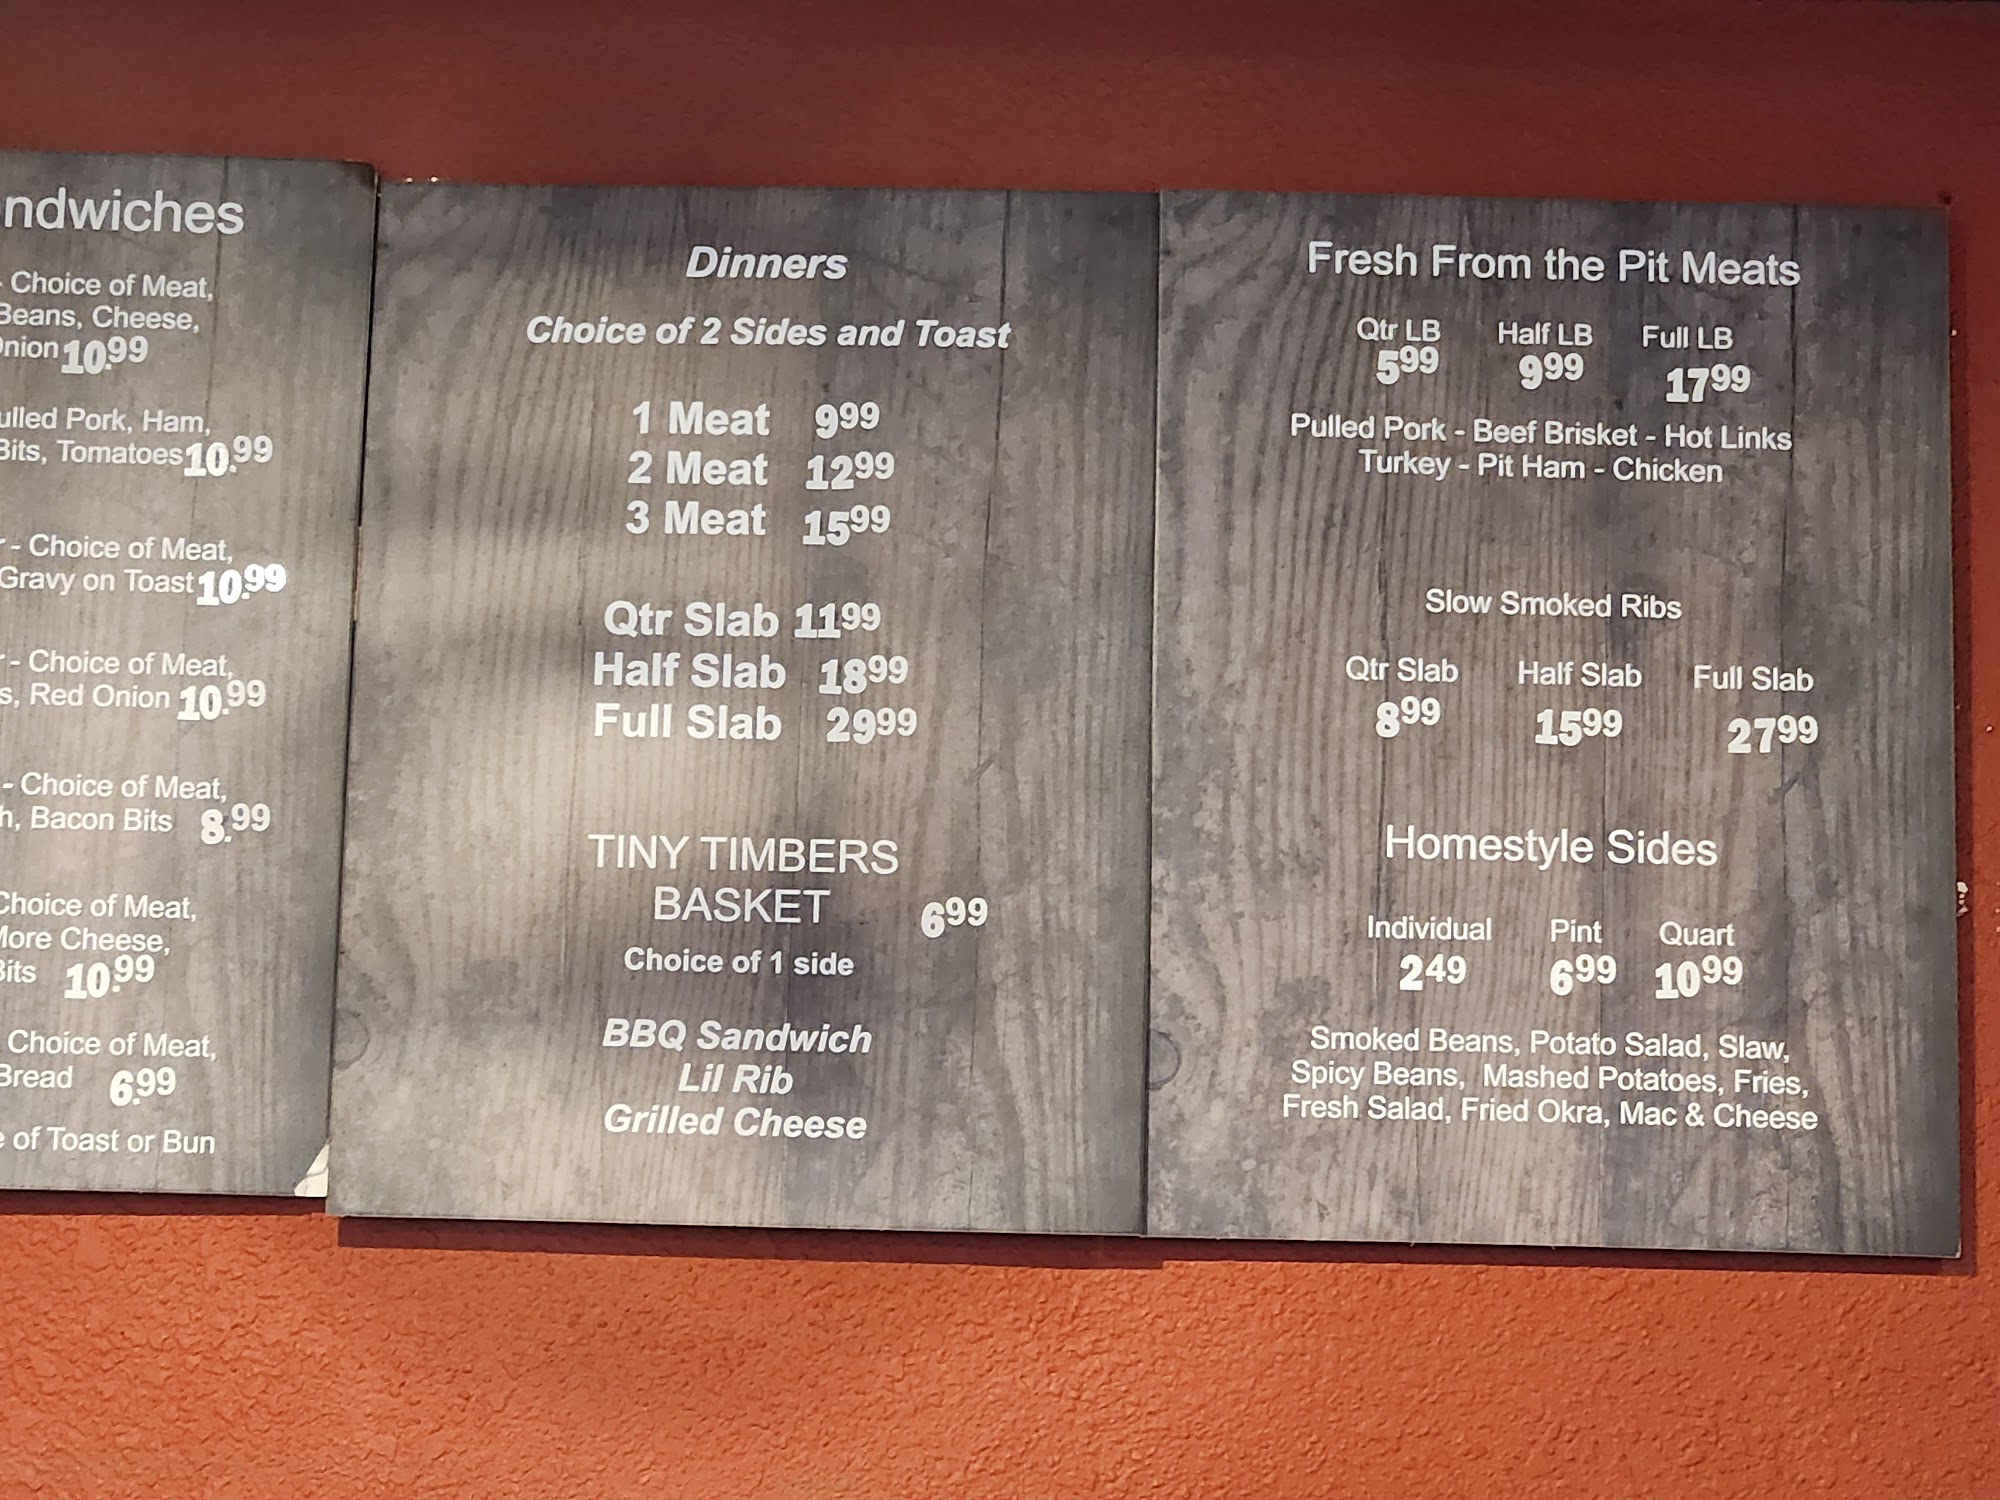 ndwiches
- Choice of Meat,
Beans, Cheese,
Onion 10.99
ulled Pork, Ham,
Bits, Tomatoes 10.99
r - Choice of Meat,
Gravy on Toast 10.99
r - Choice of Meat,
s, Red Onion 10.99
- Choice of Meat,
h, Bacon Bits 8.99
Choice of Meat,
More Cheese,
Bits 10.99
Choice of Meat,
Bread 6.99
e of Toast or Bun
Dinners
Choice of 2 Sides and Toast
1 Meat 999
2 Meat 1299
3 Meat 1599
Qtr Slab 1199
Half Slab 1899
Full Slab 2999
TINY TIMBERS
BASKET 699
Choice of 1 side
BBQ Sandwich
Lil Rib
Grilled Cheese
Fresh From the Pit Meats
Qtr LB Half LB Full LB
599 999 1799
Pulled Pork - Beef Brisket - Hot Links
Turkey - Pit Ham - Chicken
Slow Smoked Ribs
Qtr Slab Half Slab Full Slab
899 1599 2799
Homestyle Sides
Individual Pint Quart
249 699 1099
Smoked Beans, Potato Salad, Slaw,
Spicy Beans, Mashed Potatoes, Fries,
Fresh Salad, Fried Okra, Mac & Cheese